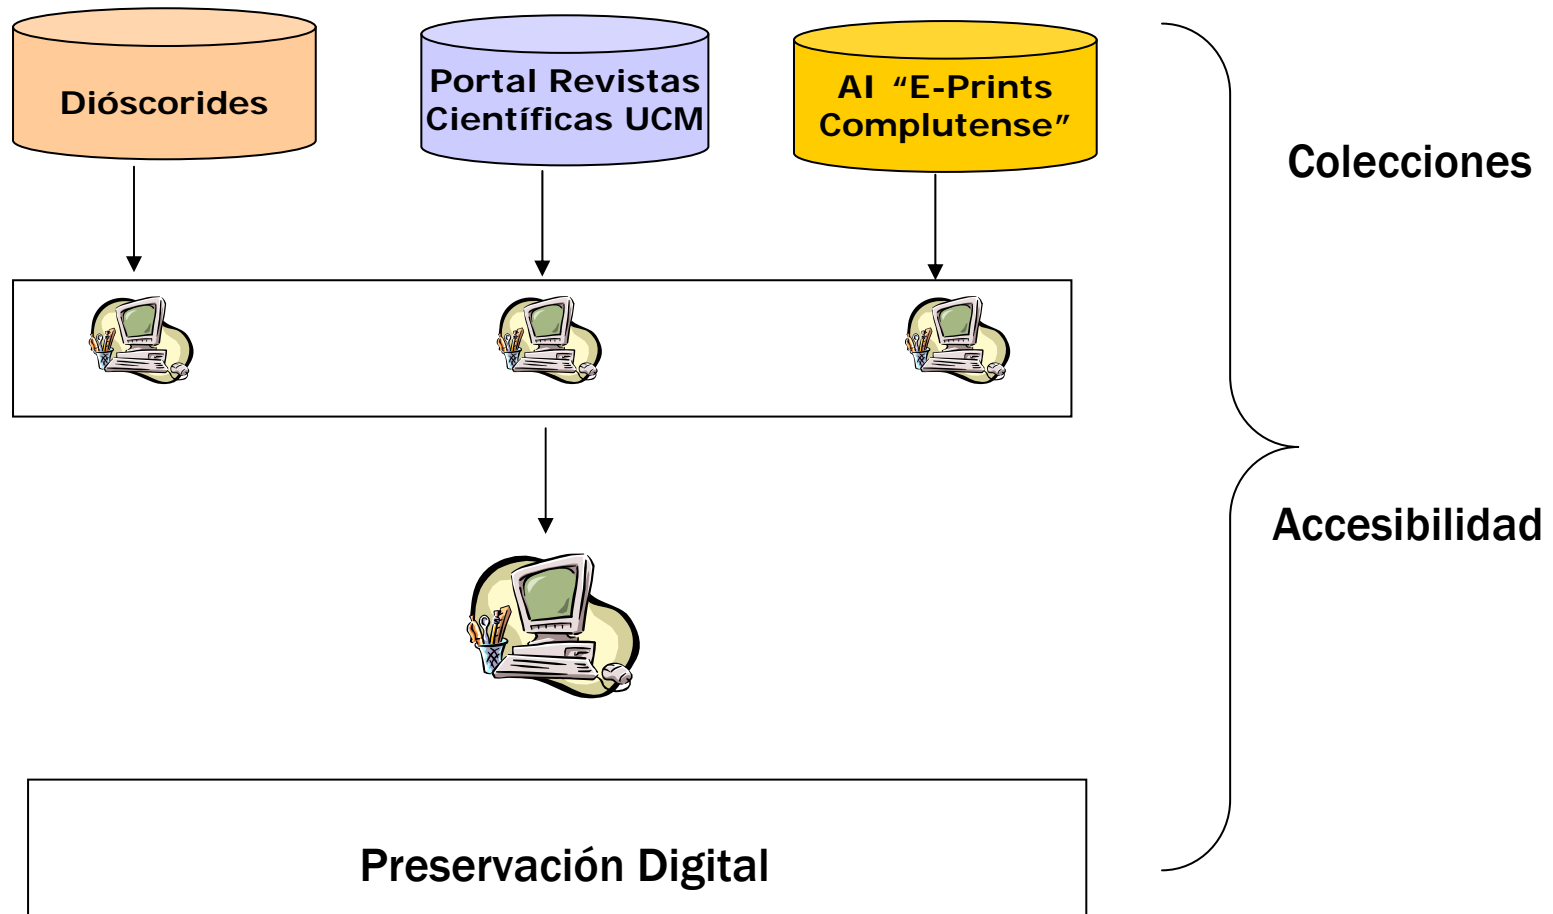 Dióscorides
Portal Revistas
Científicas UCM
AI “E-Prints
Complutense”
Colecciones
Accesibilidad
Preservación Digital